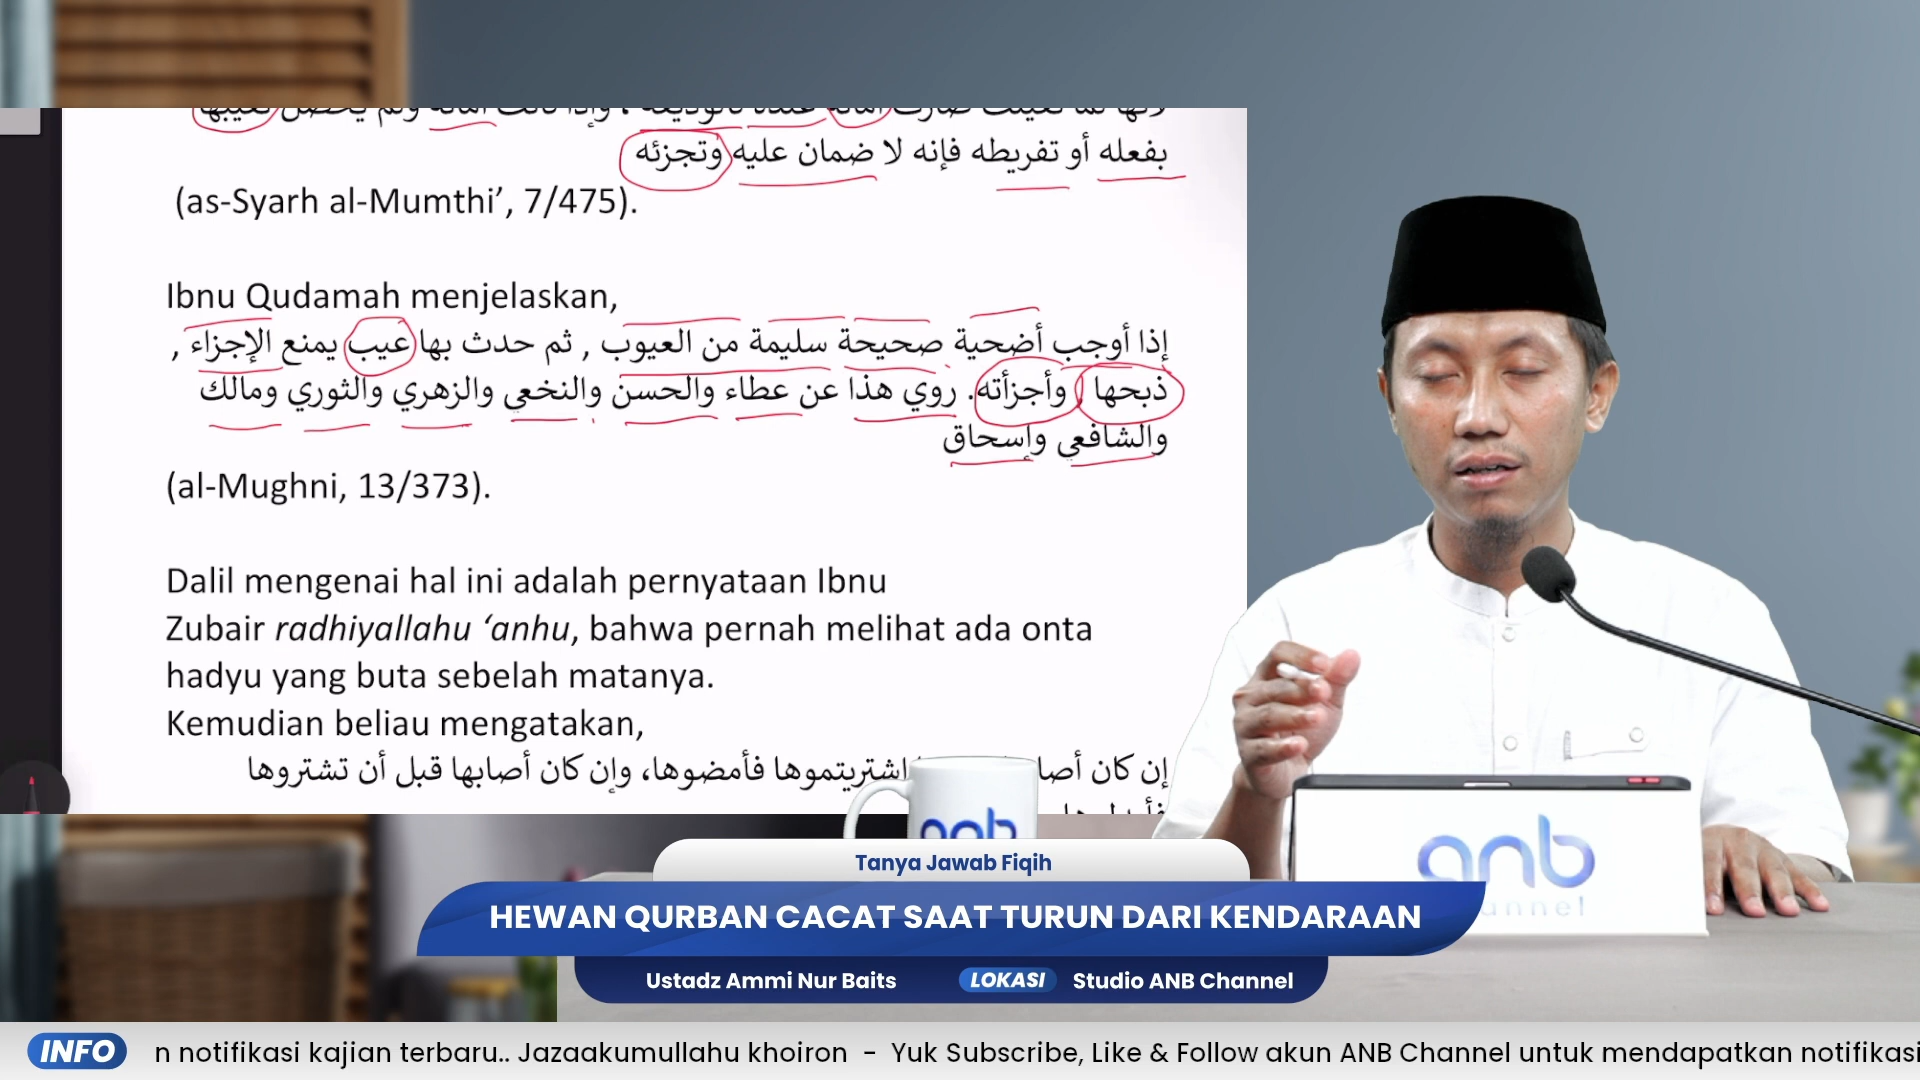 بفعله أو تفريطه فإنه لا ضمان عليه وتجزئه
(as-Syarh al-Mumthi’, 7/475).
Ibnu Qudamah menjelaskan,
إذا أوجب أضحية صحيحة سليمة من العيوب , ثم حدث بها عيب يمنع الإجزاء ,
ذبحها وأجزأته. روي هذا عن عطاء والحسن والنخعي والزهري والثوري ومالك
والشافعي وإسحاق
(al-Mughni, 13/373).
Dalil mengenai hal ini adalah pernyataan Ibnu
Zubair radhiyallahu ‘anhu, bahwa pernah melihat ada onta
hadyu yang buta sebelah matanya.
Kemudian beliau mengatakan,
إن كان اشتريتموها فأمضوها، وإن كان أصابها قبل أن تشتروها
anb
anb
Tanya Jawab Fiqih
HEWAN QURBAN CACAT SAAT TURUN DARI KENDARAAN
Ustadz Ammi Nur Baits LOKASI Studio ANB Channel
INFO n notifikasi kajian terbaru.. Jazaakumullahu khoiron - Yuk Subscribe, Like & Follow akun ANB Channel untuk mendapatkan notifikasi